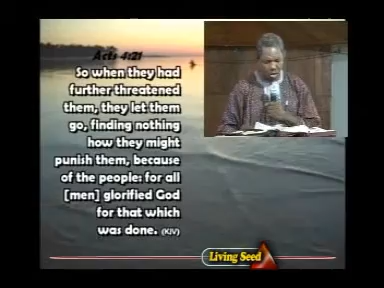 Acts 4:21
So when they had
further threatened
them, they let them
go, finding nothing
how they might
punish them, because
of the people: for all
[men] glorified God
for that which
was done. (KJV)
Living Seed